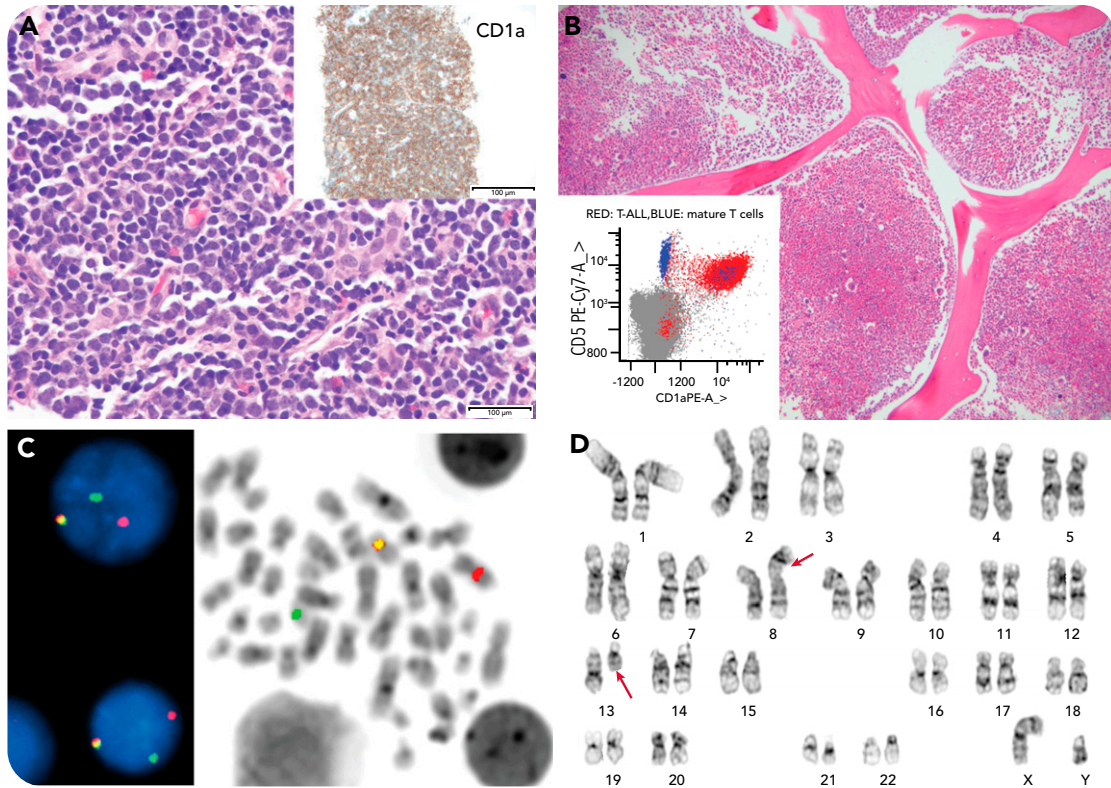 A
CD1a
100 µm
100 µm
B
RED: T-ALL,BLUE: mature T cells
CD5 PE-Cy7-A_>
10⁴
10³
800
-1200 1200 10⁴
CD1aPE-A_>
C
D
1 2 3 4 5
6 7 8 9 10 11 12
13 14 15 16 17 18
19 20 21 22 X Y